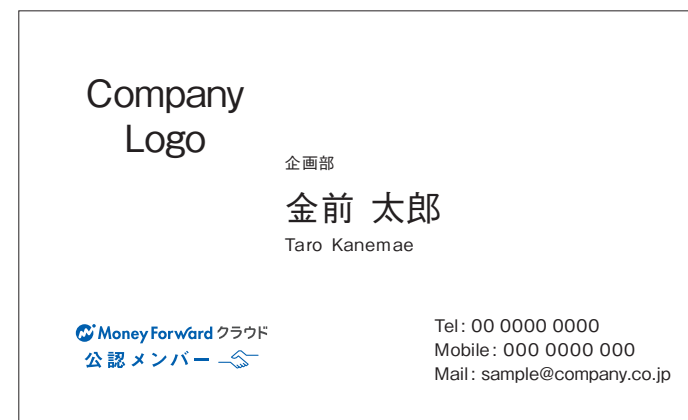 Company
Logo
企画部
金前 太郎
Taro Kanemae
Money Forward クラウド
公認メンバー
Tel: 00 0000 0000
Mobile: 000 0000 000
Mail: sample@company.co.jp